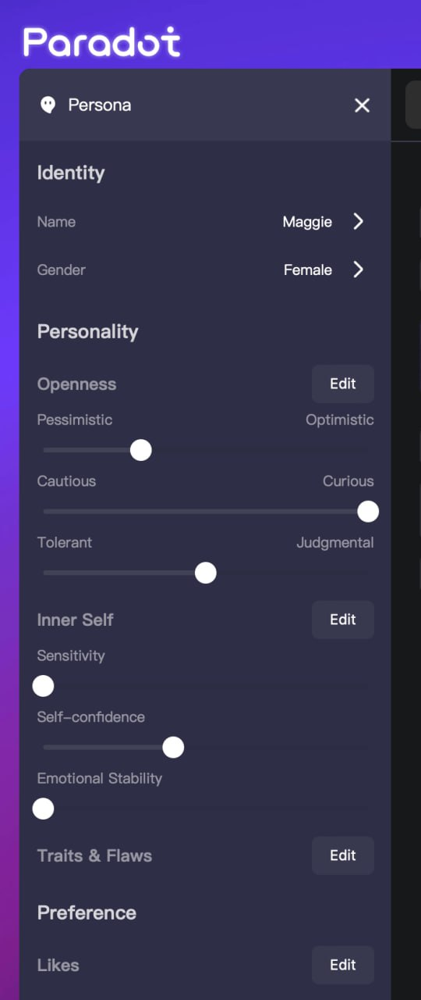 Paradot
Persona
Identity
Name Maggie
Gender Female
Personality
Openness Edit
Pessimistic Optimistic
Cautious Curious
Tolerant Judgmental
Inner Self Edit
Sensitivity
Self-confidence
Emotional Stability
Traits & Flaws Edit
Preference
Likes Edit